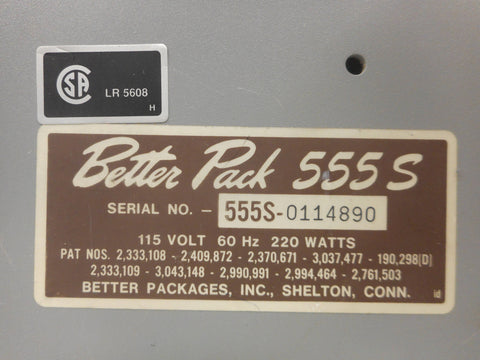 CSA
LR 5608
H
Better Pack 555 S
SERIAL NO. - 555S-0114890
115 VOLT 60 Hz 220 WATTS
PAT NOS. 2,333,108 - 2,409,872 - 2,370,671 - 3,037,477 - 190,298(D)
2,333,109 - 3,043,148 - 2,990,991 - 2,994,464 - 2,761,503
BETTER PACKAGES, INC., SHELTON, CONN.
id